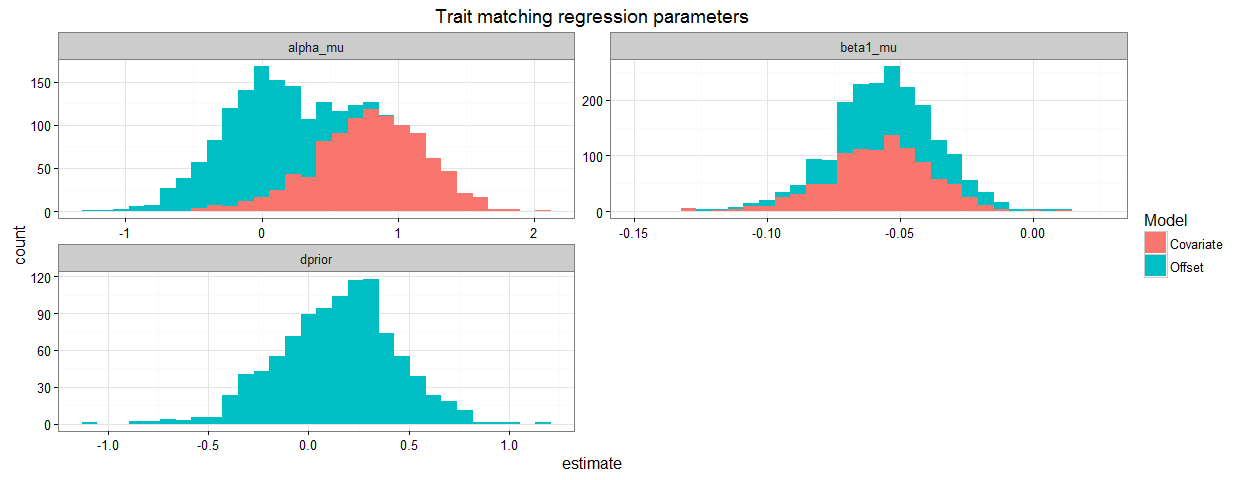 Trait matching regression parameters
alpha_mu
beta1_mu
150
100
50
0
-1
0
1
2
200
100
0
-0.15
-0.10
-0.05
0.00
count
dprior
120
90
60
30
0
-1.0
-0.5
0.0
0.5
1.0
estimate
Model
Covariate
Offset